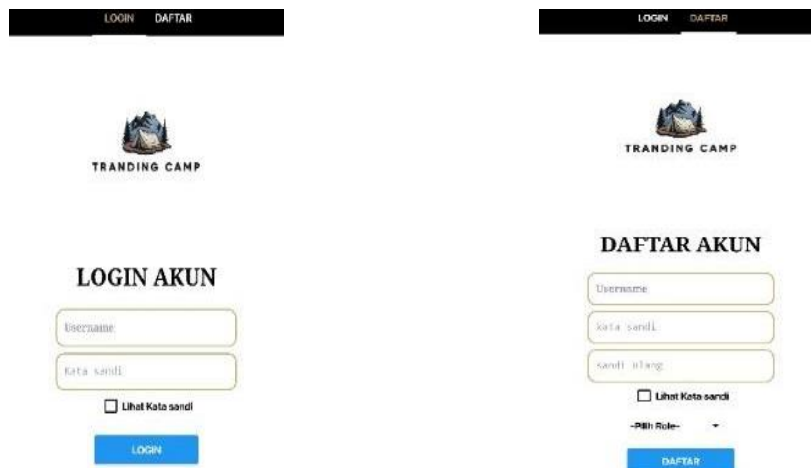 LOGIN DAFTAR
TRANDING CAMP
LOGIN AKUN
Username
Kata sandi
Lihat Kata sandi
LOGIN
LOGIN DAFTAR
TRANDING CAMP
DAFTAR AKUN
Username
kata sandi
sandi ulang
Lihat Kata sandi
-Pilih Role-
DAFTAR